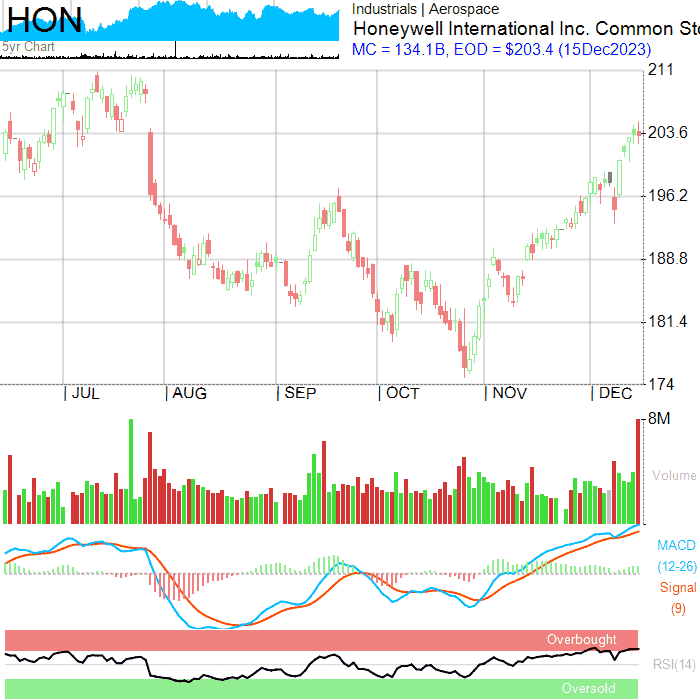 HON
5yr Chart
Industrials | Aerospace
Honeywell International Inc. Common Sto
MC = 134.1B, EOD = $203.4 (15Dec2023)
211
203.6
196.2
188.8
181.4
174
JUL AUG SEP OCT NOV DEC
8M
Volume
MACD
(12-26)
Signal
(9)
Overbought
RSI(14)
Oversold